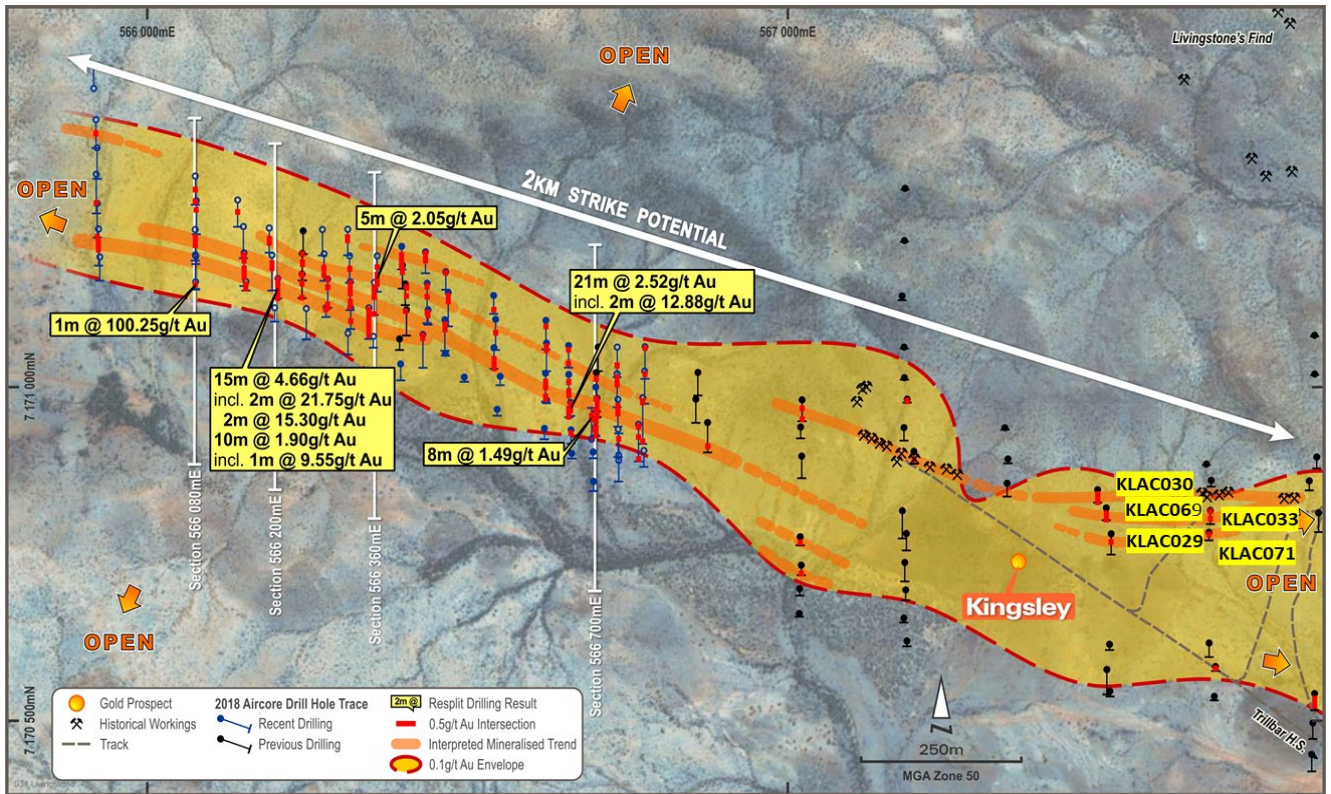 566 000mE
567 000mE
Livingstone's Find
OPEN
OPEN
2KM STRIKE POTENTIAL
5m @ 2.05g/t Au
21m @ 2.52g/t Au
incl. 2m @ 12.88g/t Au
1m @ 100.25g/t Au
15m @ 4.66g/t Au
incl. 2m @ 21.75g/t Au
2m @ 15.30g/t Au
10m @ 1.90g/t Au
incl. 1m @ 9.55g/t Au
8m @ 1.49g/t Au
7 171 000mN
Section 566 080mE
Section 566 200mE
Section 566 360mE
Section 566 700mE
KLAC030
KLAC069
KLAC033
KLAC029
KLAC071
OPEN
OPEN
Kingsley
7 170 500mN
Trillbar H.S.
Gold Prospect
Historical Workings
Track
2018 Aircore Drill Hole Trace
Recent Drilling
Previous Drilling
2m @
Resplit Drilling Result
0.5g/t Au Intersection
Interpreted Mineralised Trend
0.1g/t Au Envelope
N
250m
MGA Zone 50
031 Livingstone